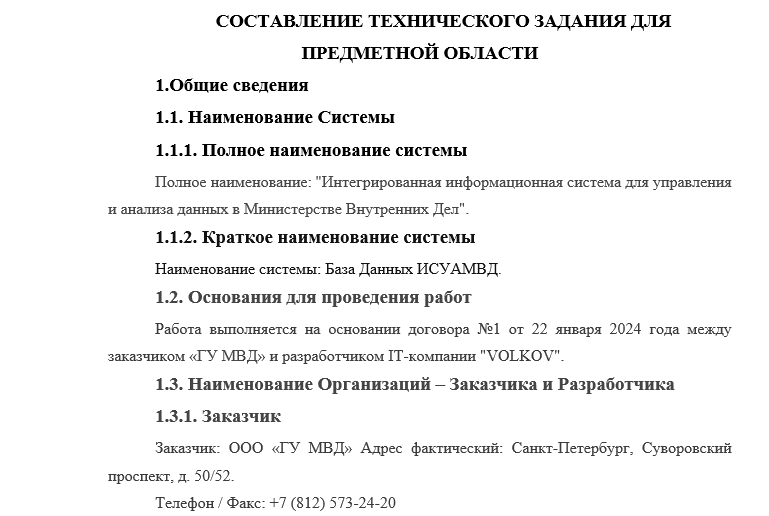 СОСТАВЛЕНИЕ ТЕХНИЧЕСКОГО ЗАДАНИЯ ДЛЯ
ПРЕДМЕТНОЙ ОБЛАСТИ
1.Общие сведения
1.1. Наименование Системы
1.1.1. Полное наименование системы
Полное наименование: "Интегрированная информационная система для управления
и анализа данных в Министерстве Внутренних Дел".
1.1.2. Краткое наименование системы
Наименование системы: База Данных ИСУАМВД.
1.2. Основания для проведения работ
Работа выполняется на основании договора №1 от 22 января 2024 года между
заказчиком «ГУ МВД» и разработчиком IT-компании "VOLKOV".
1.3. Наименование Организаций – Заказчика и Разработчика
1.3.1. Заказчик
Заказчик: ООО «ГУ МВД» Адрес фактический: Санкт-Петербург, Суворовский
проспект, д. 50/52.
Телефон / Факс: +7 (812) 573-24-20